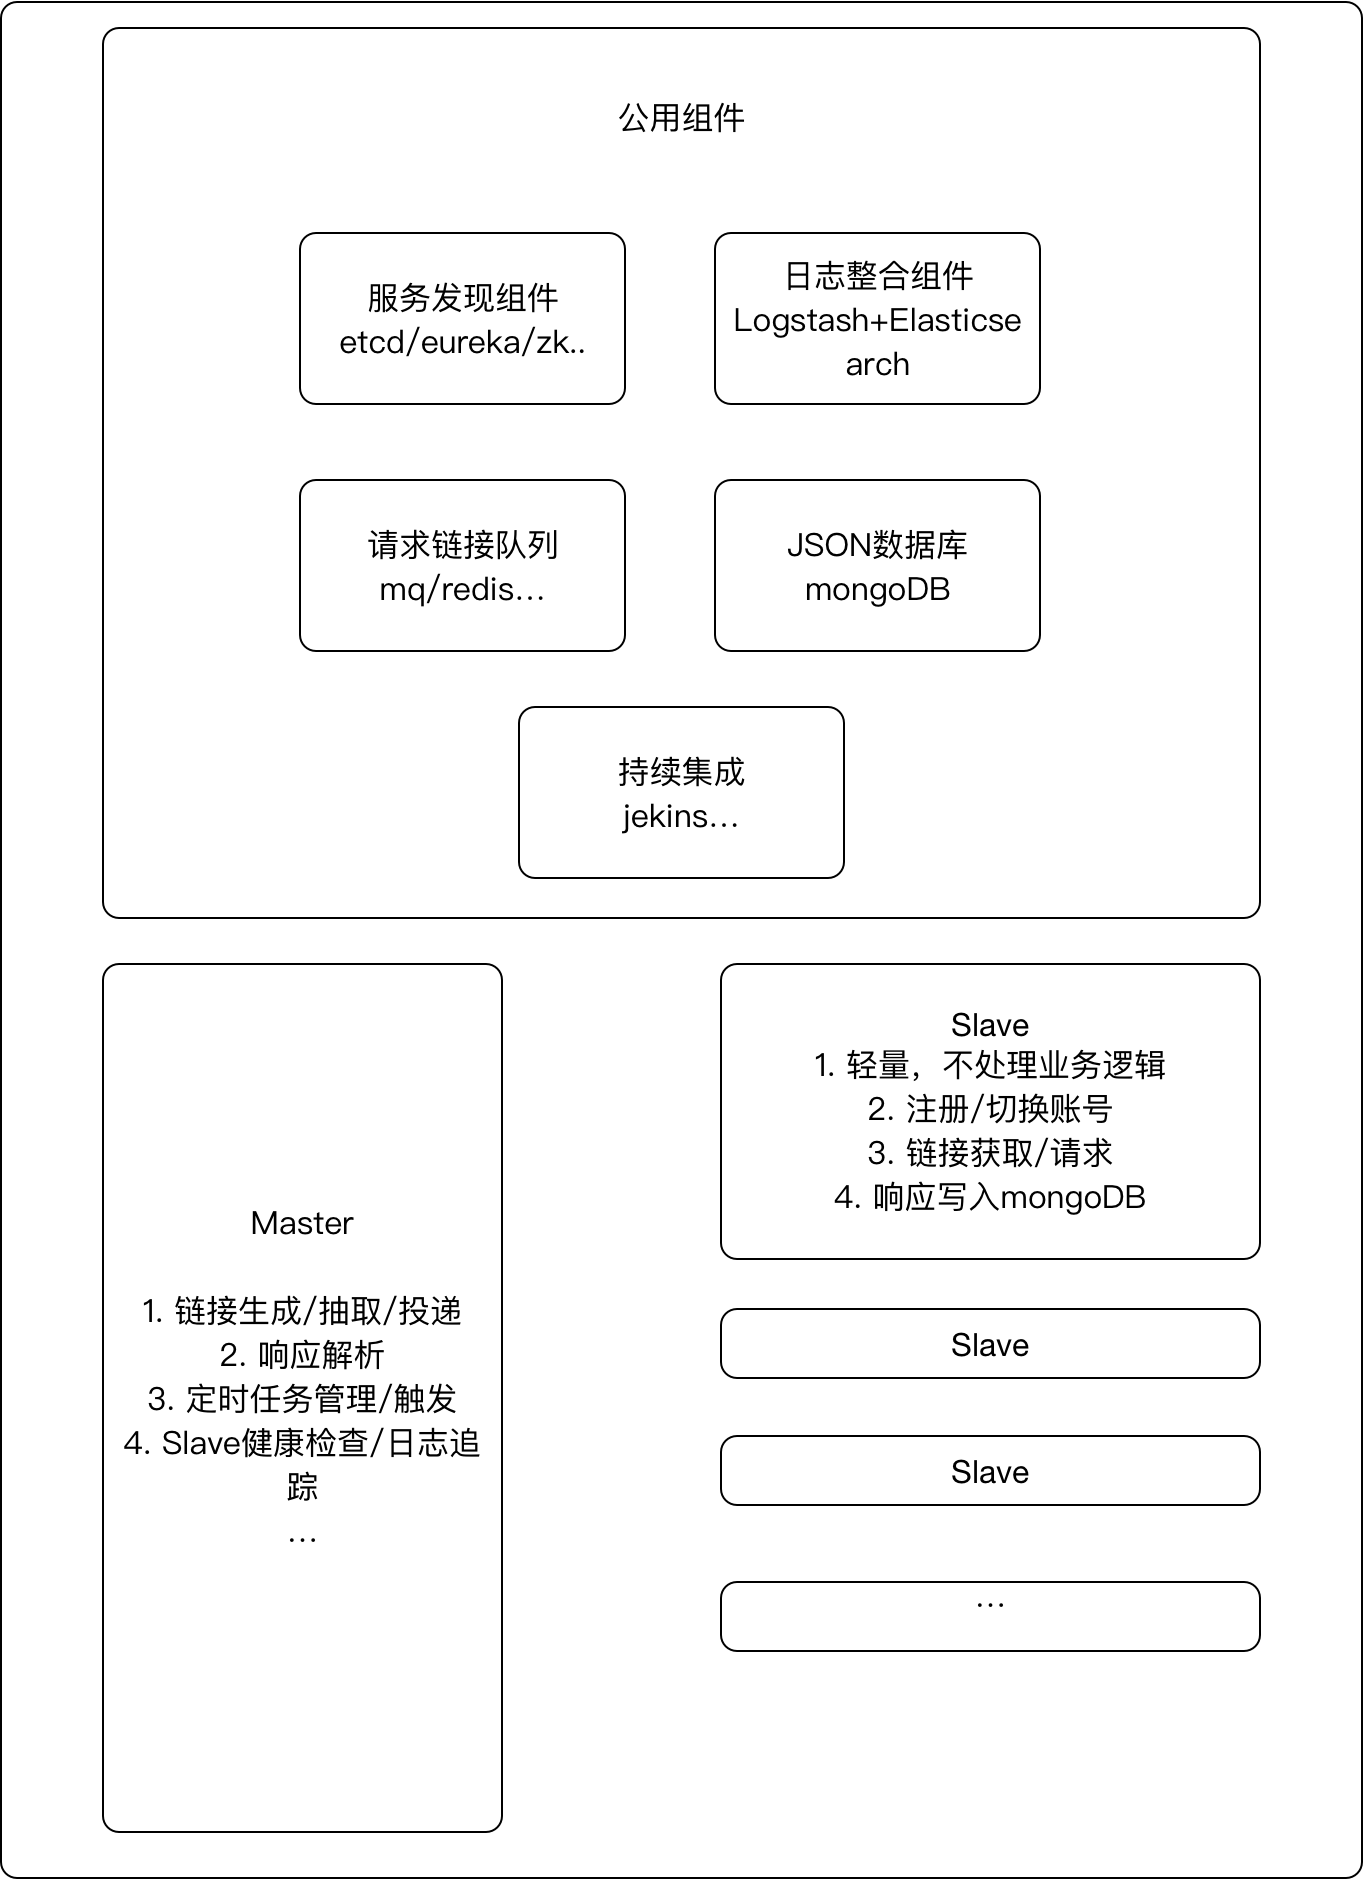 公用组件
服务发现组件
etcd/eureka/zk..
日志整合组件
Logstash+Elasticse
arch
请求链接队列
mq/redis...
JSON数据库
mongoDB
持续集成
jekins...
Master
1. 链接生成/抽取/投递
2. 响应解析
3. 定时任务管理/触发
4. Slave健康检查/日志追
踪
...
Slave
1. 轻量，不处理业务逻辑
2. 注册/切换账号
3. 链接获取/请求
4. 响应写入mongoDB
Slave
Slave
...